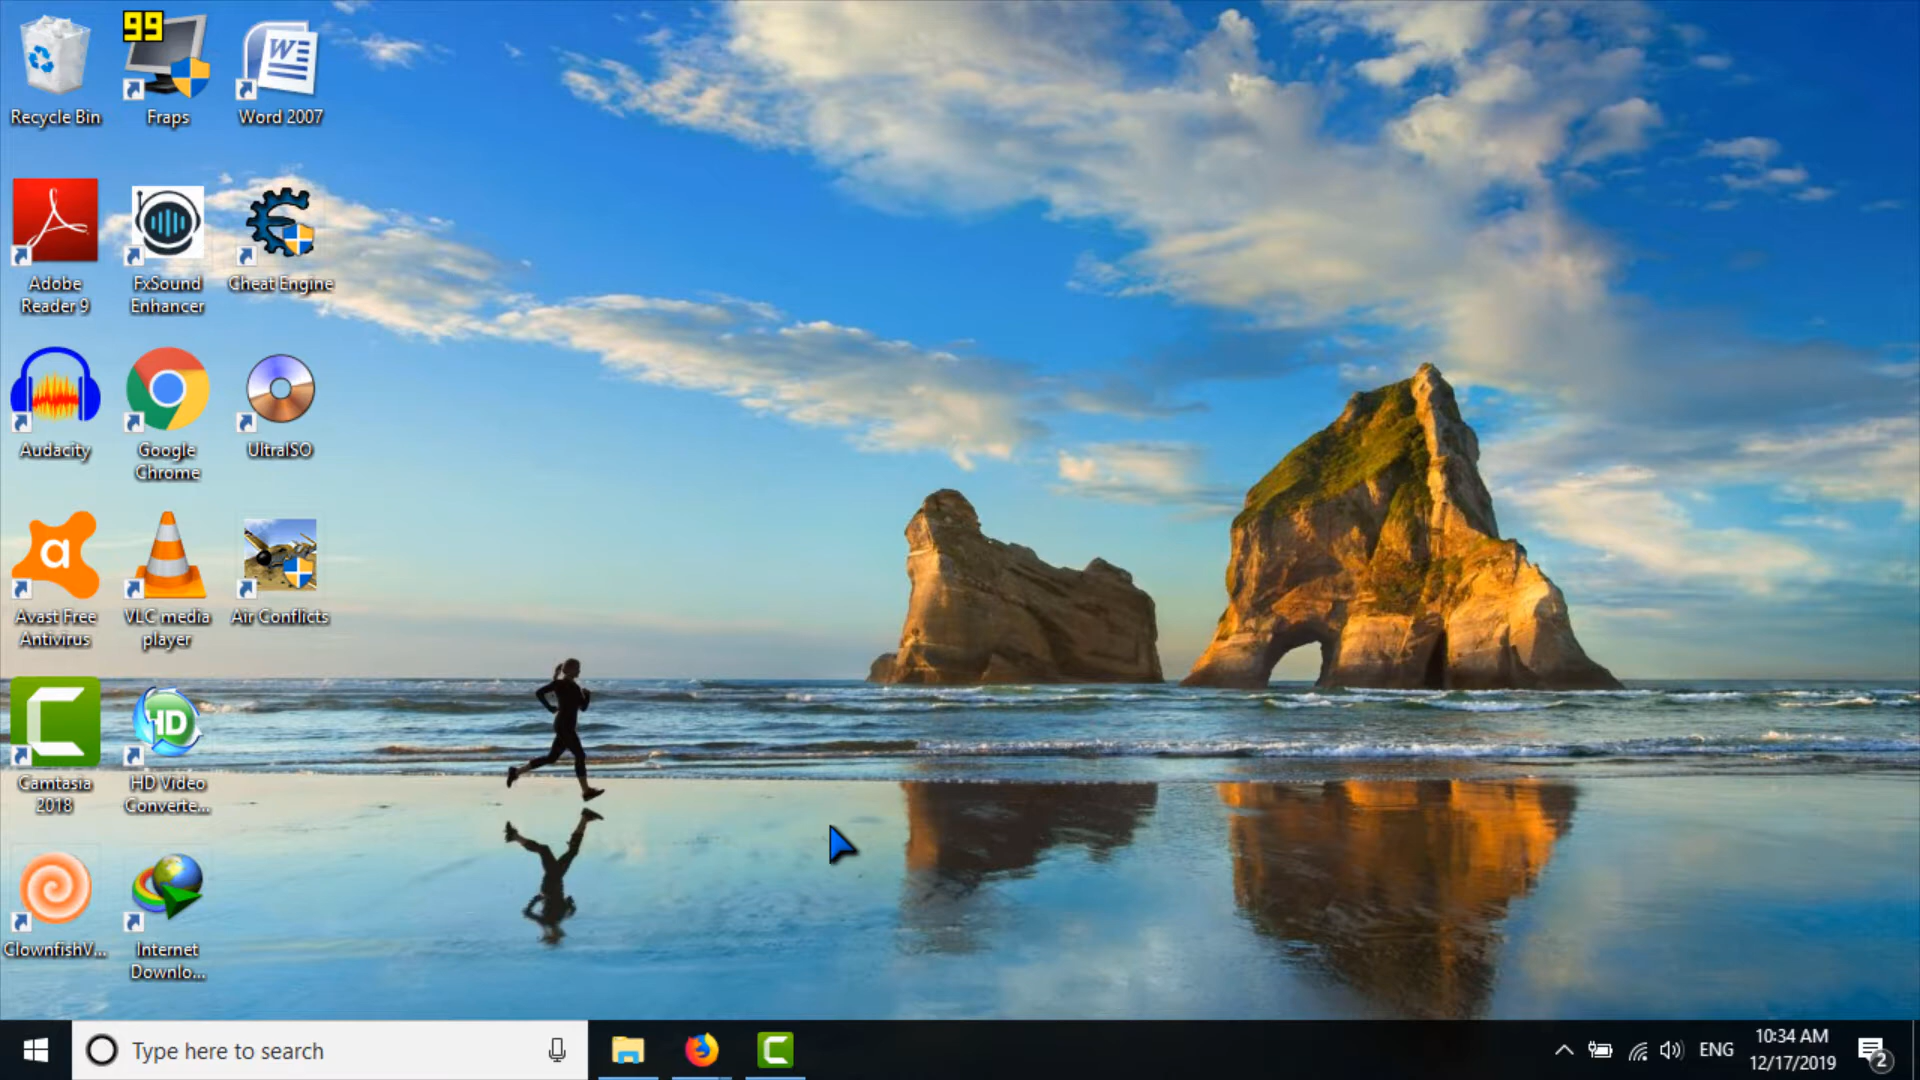 Recycle Bin
99
Fraps
W
Word 2007
Adobe
Reader 9
FxSound
Enhancer
Cheat Engine
Audacity
Google
Chrome
UltraISO
a
Avast Free
Antivirus
VLC media
player
Air Conflicts
Camtasia
2018
HD
HD Video
Converte...
ClownfishV...
Internet
Downlo...
Type here to search
ENG
10:34 AM
12/17/2019
2